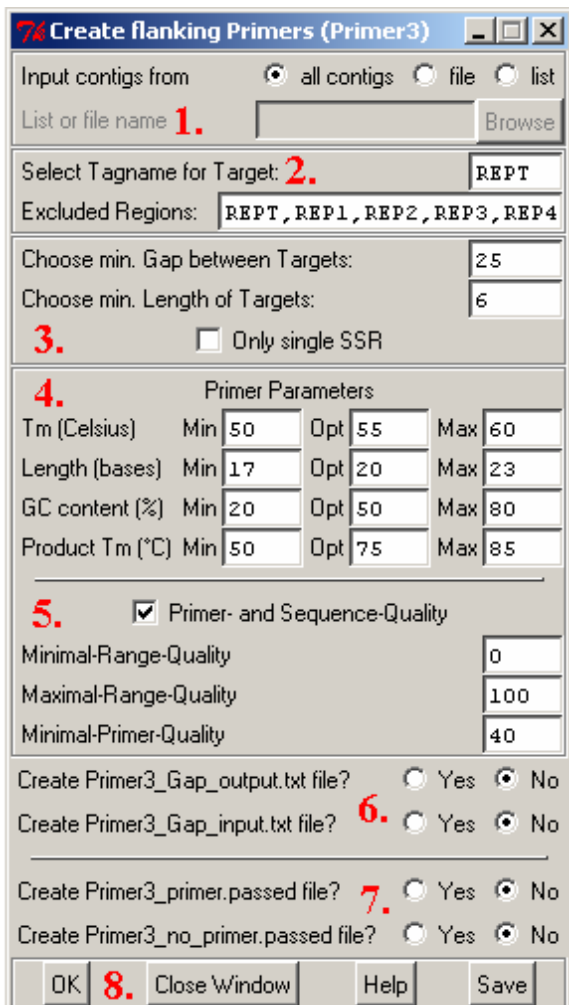 Create flanking Primers (Primer3)
Input contigs from all contigs file list
List or file name 1. Browse
Select Tagname for Target: 2. REPT
Excluded Regions: REPT,REP1,REP2,REP3,REP4
Choose min. Gap between Targets: 25
Choose min. Length of Targets: 6
3. Only single SSR
4. Primer Parameters
Tm (Celsius) Min 50 Opt 55 Max 60
Length (bases) Min 17 Opt 20 Max 23
GC content (%) Min 20 Opt 50 Max 80
Product Tm (°C) Min 50 Opt 75 Max 85
5. Primer- and Sequence-Quality
Minimal-Range-Quality 0
Maximal-Range-Quality 100
Minimal-Primer-Quality 40
Create Primer3_Gap_output.txt file? Yes No
6.
Create Primer3_Gap_input.txt file? Yes No
Create Primer3_primer.passed file? 7. Yes No
Create Primer3_no_primer.passed file? Yes No
OK 8. Close Window Help Save